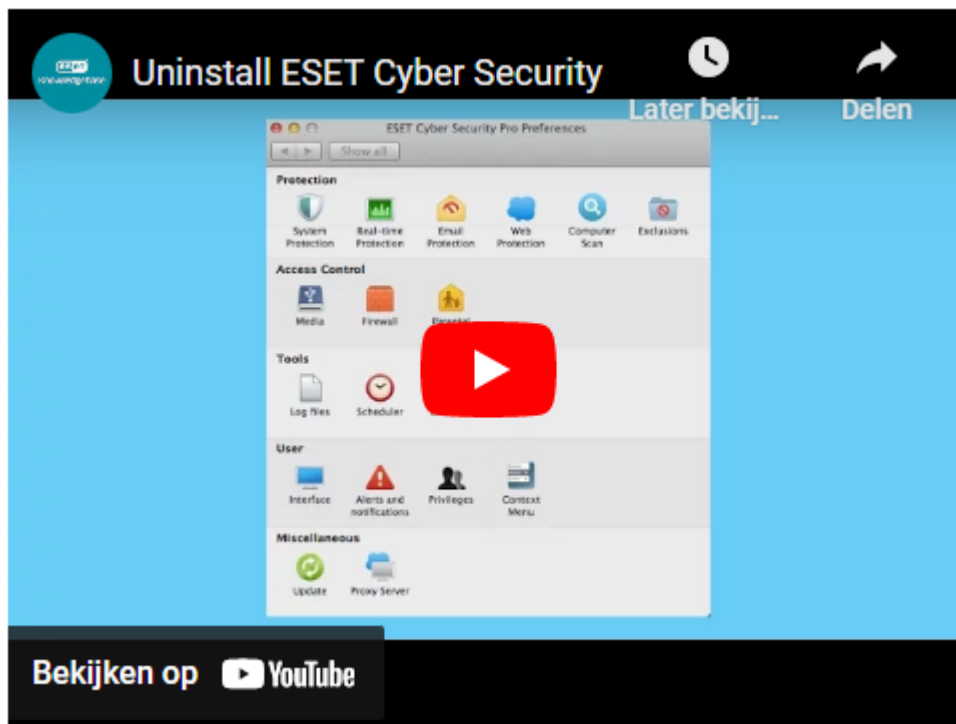 Uninstall ESET Cyber Security
Later bekij...
Delen
ESET Cyber Security Pro Preferences
Show all
Protection
System Protection
Real-time Protection
Email Protection
Web Protection
Computer Scan
Exclusions
Access Control
Media
Firewall
Parental
Tools
Log files
Scheduler
User
Interface
Alerts and notifications
Privileges
Context Menu
Miscellaneous
Update
Proxy Server
Bekijken op YouTube